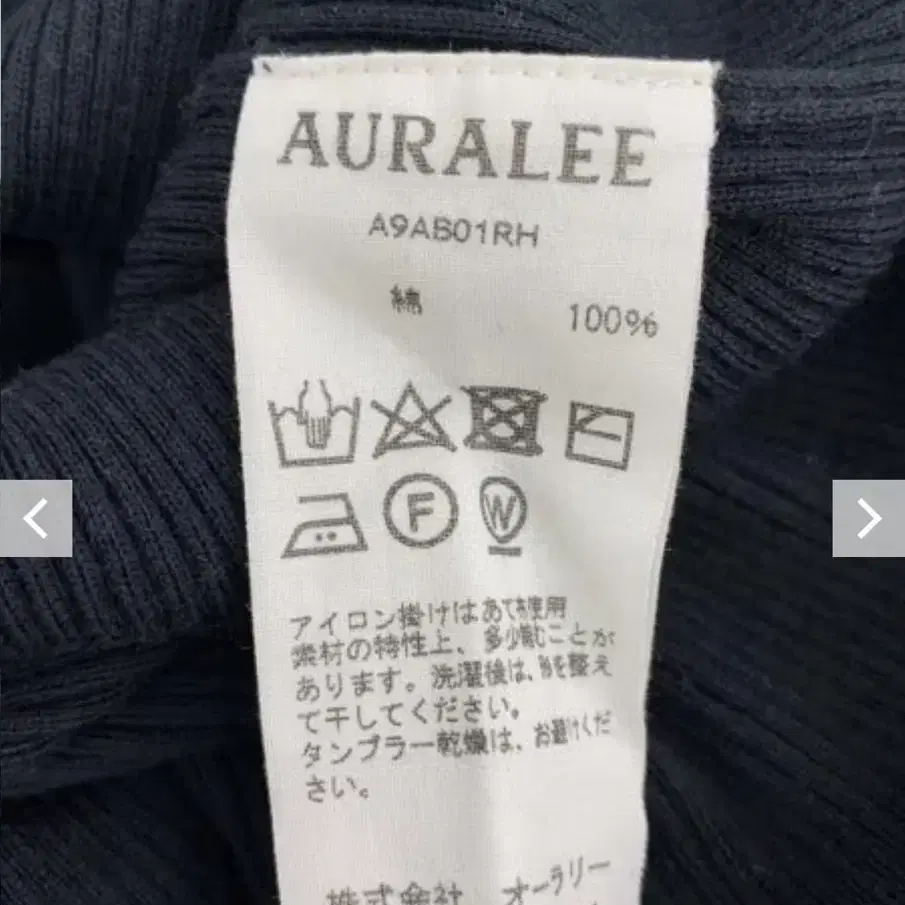 AURALEE
A9AB01RH
綿 100%
F W
アイロン掛けはあて布使用
素材の特性上、多少縮むことが
あります。洗濯後は、形を整え
て干してください。
タンブラー乾燥は、お避けくだ
さい。
株式会社 オーラリー